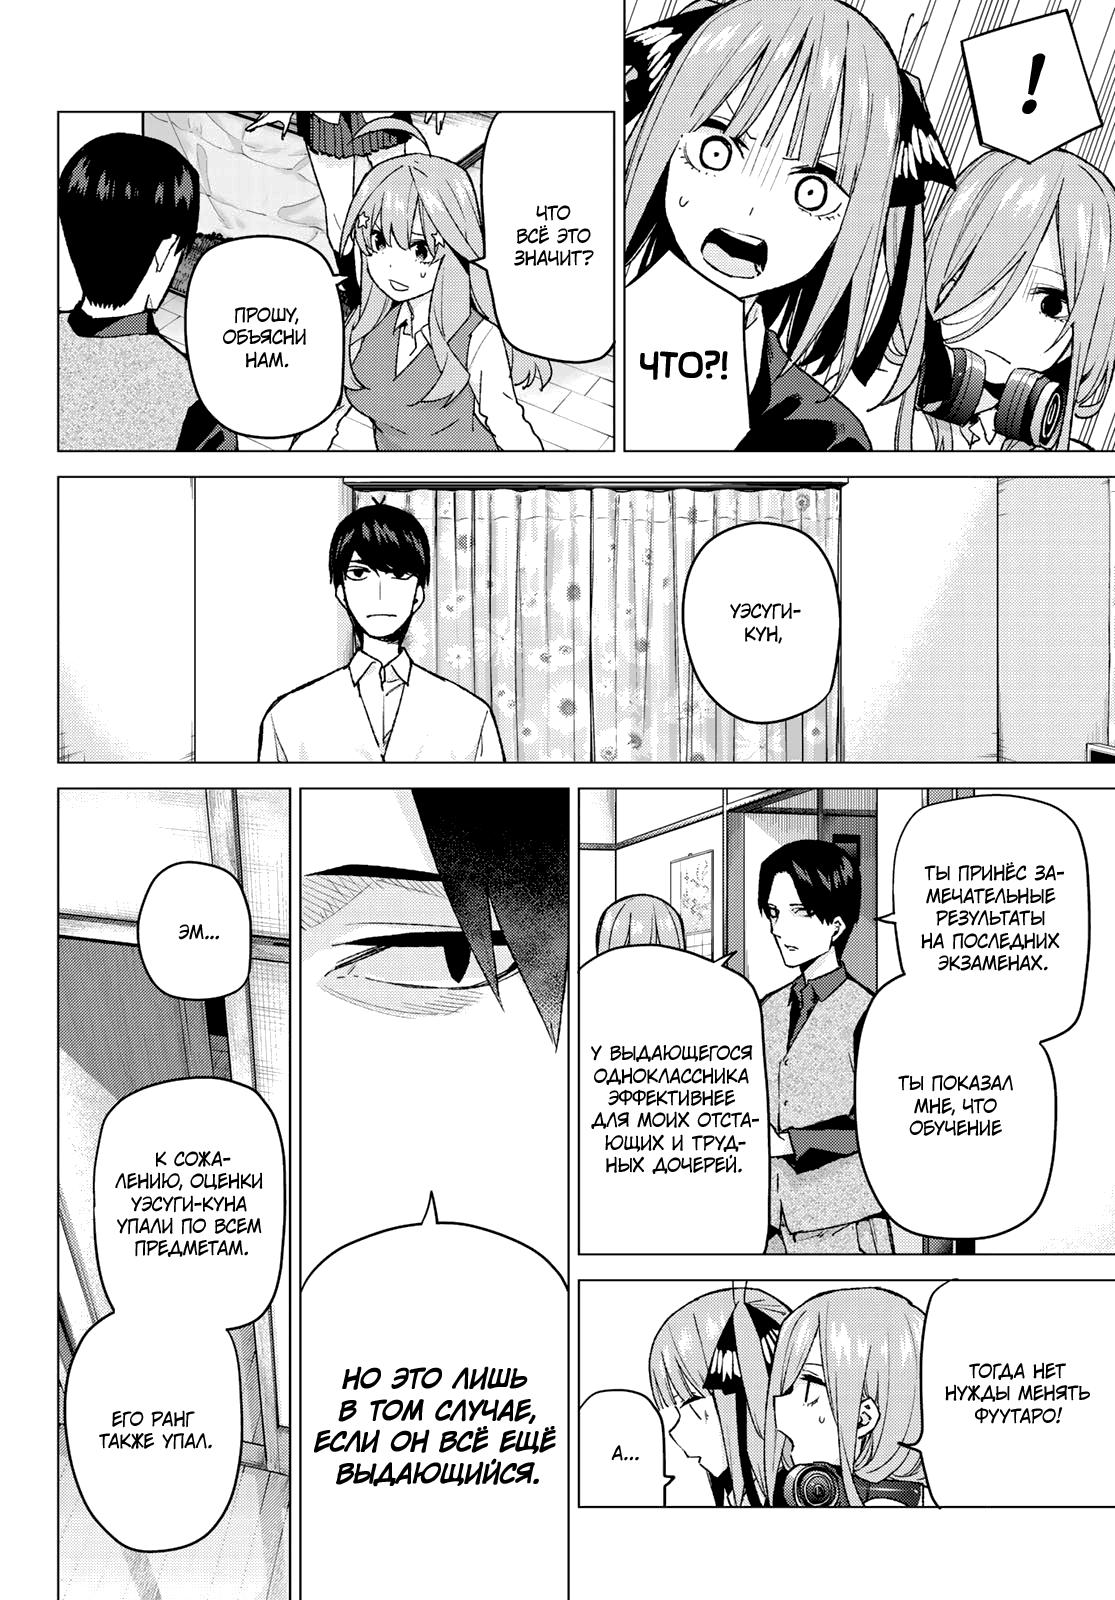 !
ЧТО?!
ЧТО
ВСЁ ЭТО
ЗНАЧИТ?
ПРОШУ,
ОБЪЯСНИ
НАМ.
УЭСУГИ-
КУН,
ТЫ ПРИНЁС ЗА-
МЕЧАТЕЛЬНЫЕ
РЕЗУЛЬТАТЫ
НА ПОСЛЕДНИХ
ЭКЗАМЕНАХ.
ТЫ ПОКАЗАЛ
МНЕ, ЧТО
ОБУЧЕНИЕ
У ВЫДАЮЩЕГОСЯ
ОДНОКЛАССНИКА
ЭФФЕКТИВНЕЕ
ДЛЯ МОИХ ОТСТА-
ЮЩИХ И ТРУД-
НЫХ ДОЧЕРЕЙ.
ТОГДА НЕТ
НУЖДЫ МЕНЯТЬ
ФУУТАРО!
А...
НО ЭТО ЛИШЬ
В ТОМ СЛУЧАЕ,
ЕСЛИ ОН ВСЁ ЕЩЁ
ВЫДАЮЩИЙСЯ.
ЭМ...
К СОЖА-
ЛЕНИЮ, ОЦЕНКИ
УЭСУГИ-КУНА
УПАЛИ ПО ВСЕМ
ПРЕДМЕТАМ.
ЕГО РАНГ
ТАКЖЕ УПАЛ.